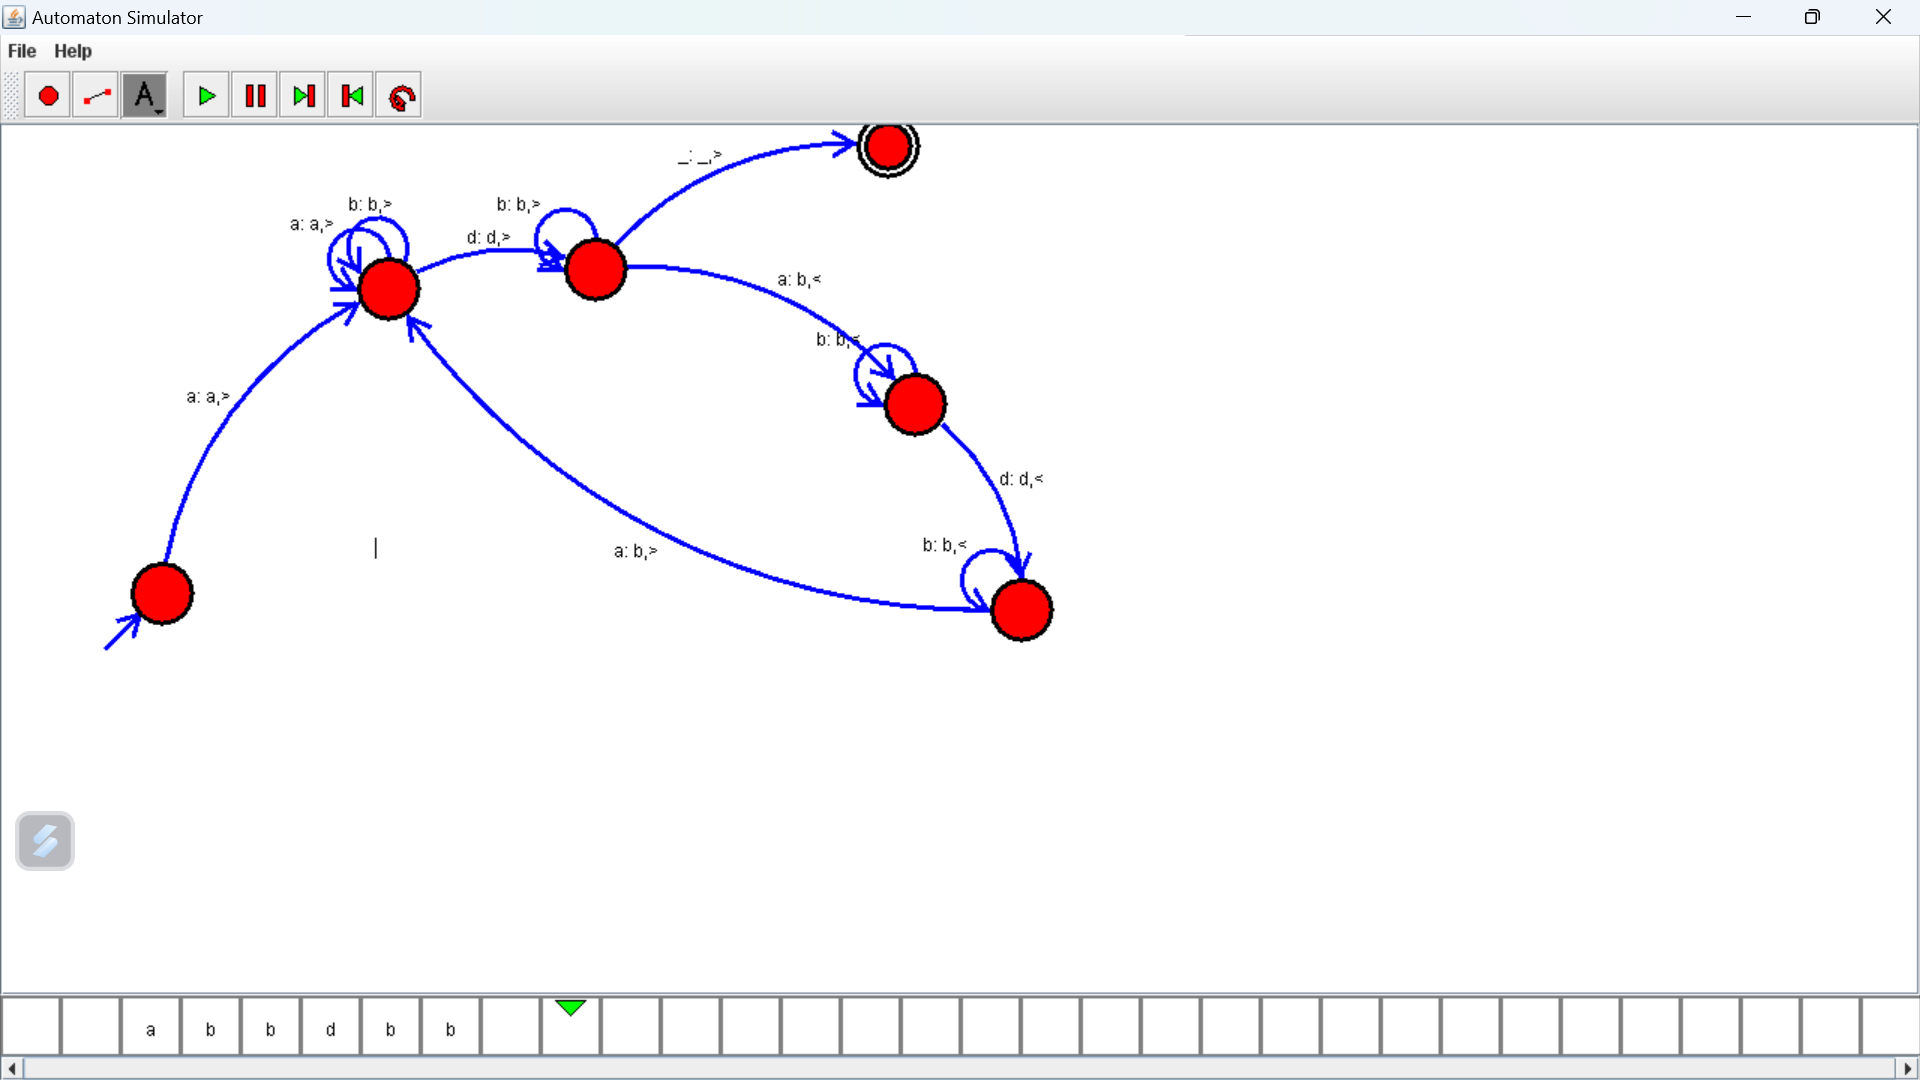 Automaton Simulator
File Help
A
_: _,>
b: b,>
b: b,>
a: a,>
d: d,>
a: b,<
b: b,<
a: a,>
d: d,<
b: b,<
a: b,>
a b b d b b